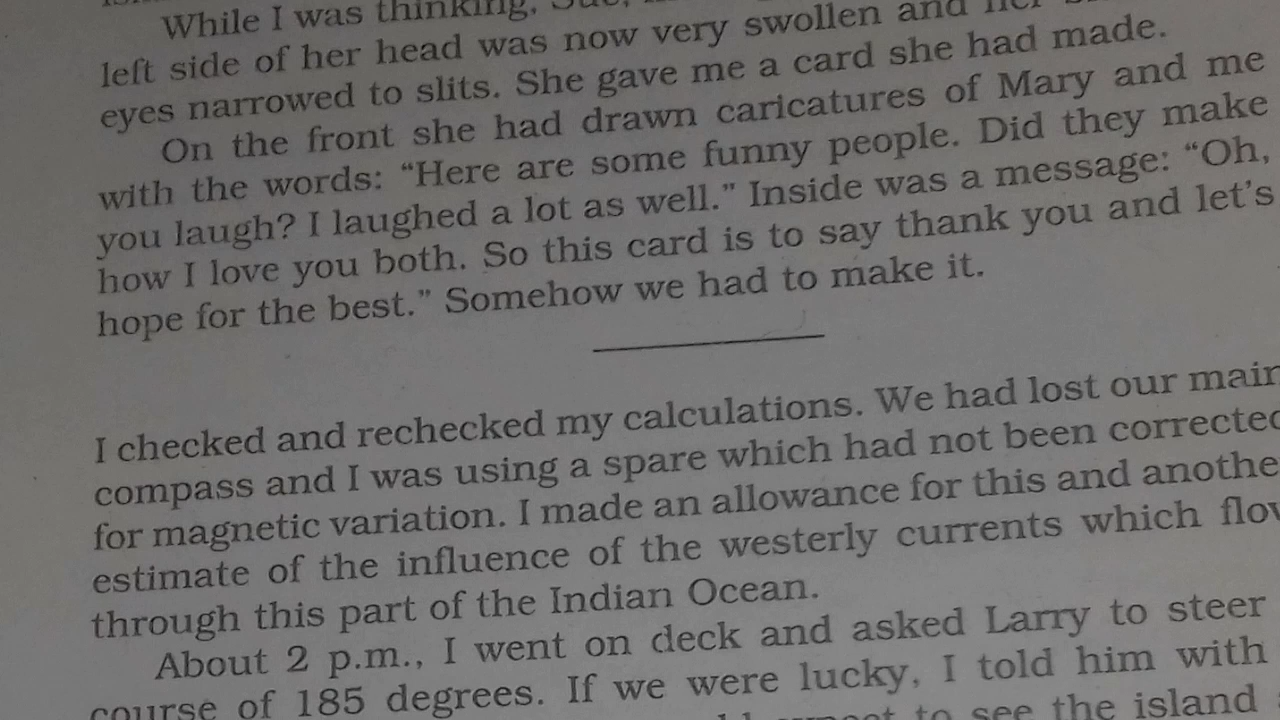 While I was thinking, Sue,
left side of her head was now very swollen and her
eyes narrowed to slits. She gave me a card she had made.
On the front she had drawn caricatures of Mary and me
with the words: “Here are some funny people. Did they make
you laugh? I laughed a lot as well.” Inside was a message: “Oh,
how I love you both. So this card is to say thank you and let’s
hope for the best.” Somehow we had to make it.
I checked and rechecked my calculations. We had lost our main
compass and I was using a spare which had not been corrected
for magnetic variation. I made an allowance for this and anothe
estimate of the influence of the westerly currents which flow
through this part of the Indian Ocean.
About 2 p.m., I went on deck and asked Larry to steer
course of 185 degrees. If we were lucky, I told him with
expect to see the island